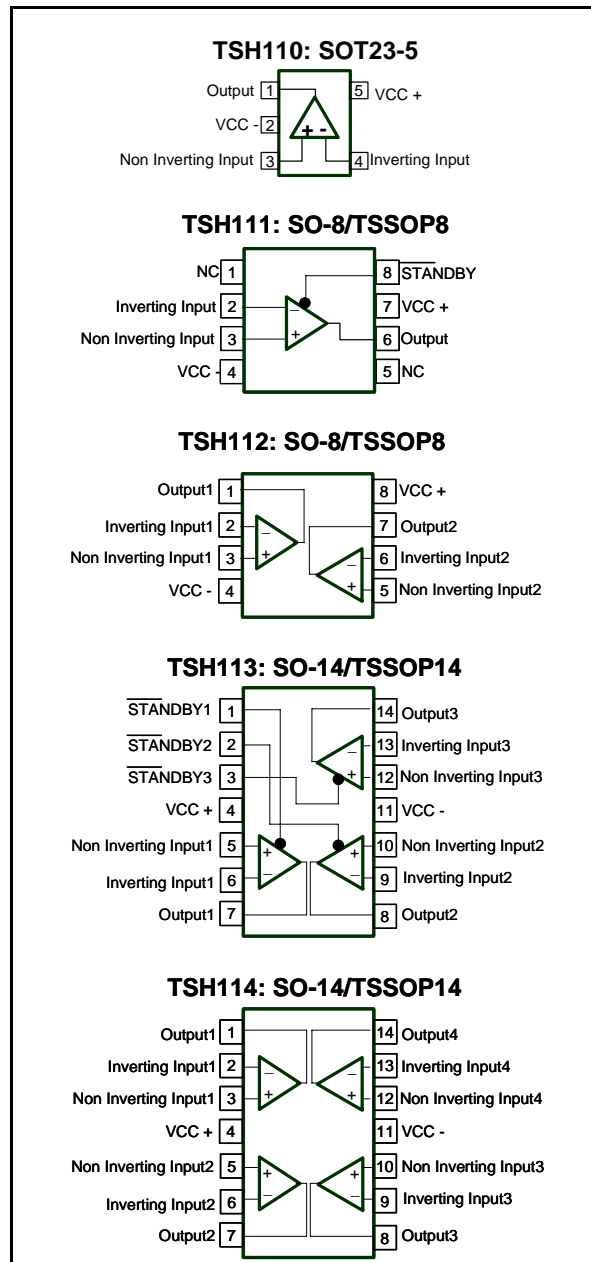 TSH110: SOT23-5
Output 1 5 VCC +
VCC - 2
+ -
Non Inverting Input 3 4 Inverting Input
TSH111: SO-8/TSSOP8
NC 1 8 STANDBY
Inverting Input 2 _ 7 VCC +
Non Inverting Input 3 + 6 Output
VCC - 4 5 NC
TSH112: SO-8/TSSOP8
Output1 1 8 VCC +
Inverting Input1 2 _ 7 Output2
Non Inverting Input1 3 + _ 6 Inverting Input2
VCC - 4 + 5 Non Inverting Input2
TSH113: SO-14/TSSOP14
STANDBY1 1 14 Output3
STANDBY2 2 _ 13 Inverting Input3
STANDBY3 3 + 12 Non Inverting Input3
VCC + 4 11 VCC -
Non Inverting Input1 5 + + 10 Non Inverting Input2
Inverting Input1 6 _ _ 9 Inverting Input2
Output1 7 8 Output2
TSH114: SO-14/TSSOP14
Output1 1 14 Output4
Inverting Input1 2 _ _ 13 Inverting Input4
Non Inverting Input1 3 + + 12 Non Inverting Input4
VCC + 4 11 VCC -
Non Inverting Input2 5 + + 10 Non Inverting Input3
Inverting Input2 6 _ _ 9 Inverting Input3
Output2 7 8 Output3